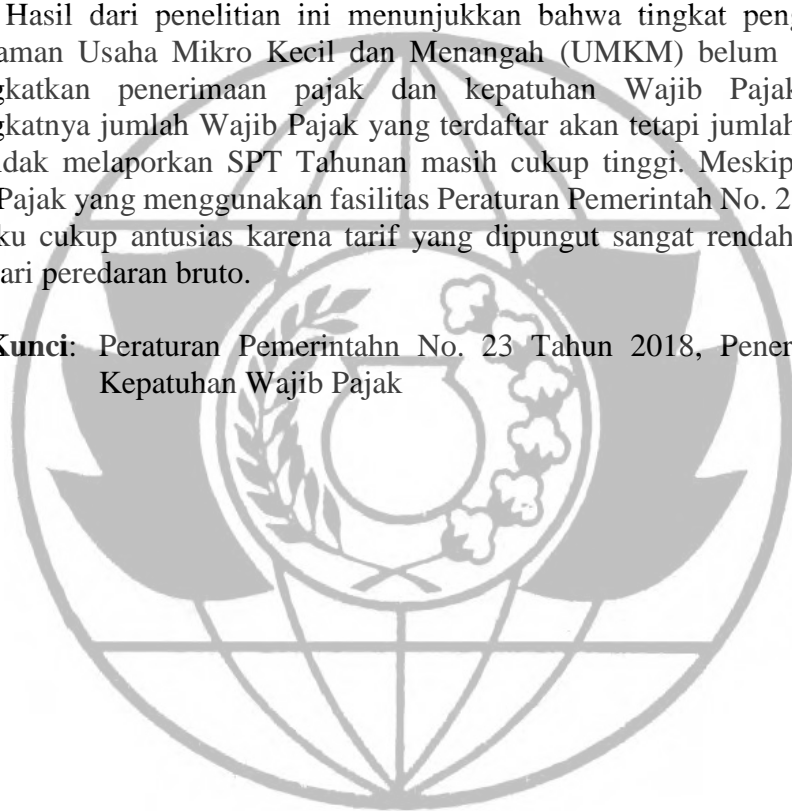 Hasil dari penelitian ini menunjukkan bahwa tingkat peng
aman Usaha Mikro Kecil dan Menangah (UMKM) belum
gkatkan penerimaan pajak dan kepatuhan Wajib Pajak
gkatnya jumlah Wajib Pajak yang terdaftar akan tetapi jumlah
idak melaporkan SPT Tahunan masih cukup tinggi. Meskip
Pajak yang menggunakan fasilitas Peraturan Pemerintah No. 2
ku cukup antusias karena tarif yang dipungut sangat rendah
ari peredaran bruto.
Kunci: Peraturan Pemerintahn No. 23 Tahun 2018, Pener
Kepatuhan Wajib Pajak